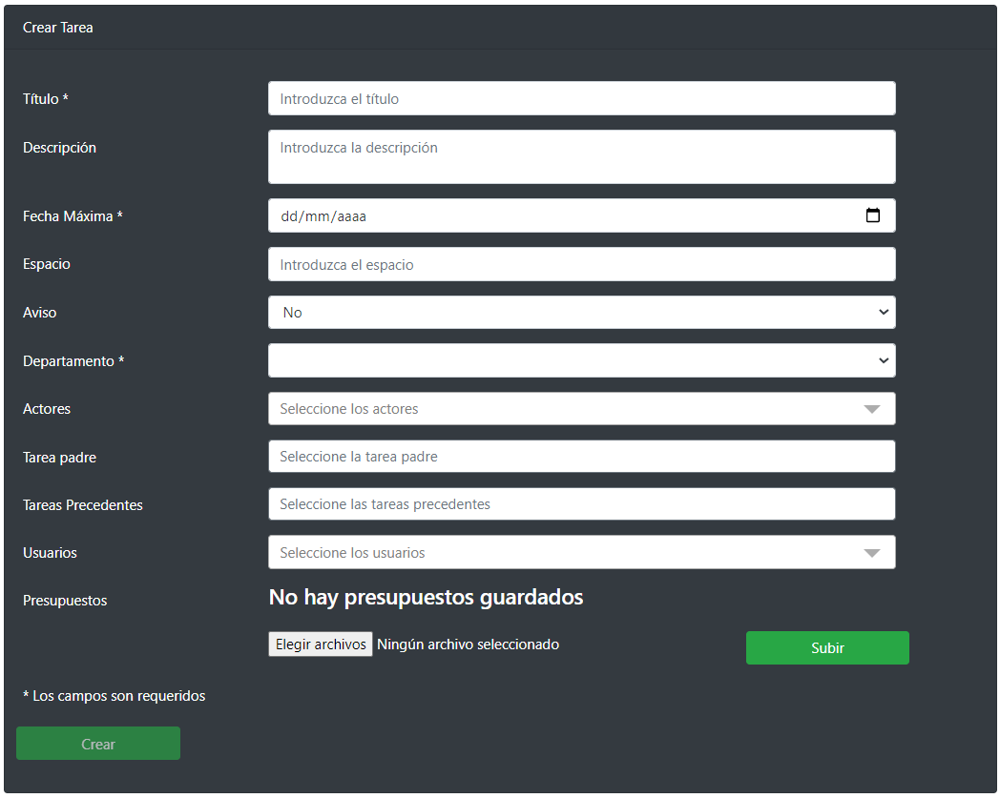 Crear Tarea
Título * Introduzca el título
Descripción Introduzca la descripción
Fecha Máxima * dd/mm/aaaa
Espacio Introduzca el espacio
Aviso No
Departamento *
Actores Seleccione los actores
Tarea padre Seleccione la tarea padre
Tareas Precedentes Seleccione las tareas precedentes
Usuarios Seleccione los usuarios
Presupuestos No hay presupuestos guardados
Elegir archivos Ningún archivo seleccionado Subir
* Los campos son requeridos
Crear